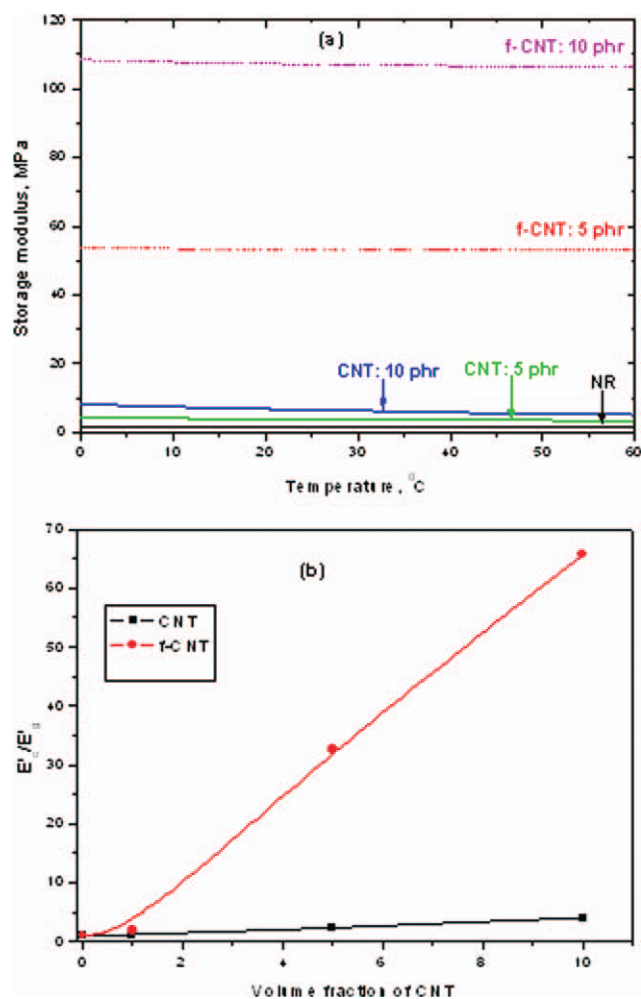 (a)
f-CNT: 10 phr
f-CNT: 5 phr
CNT: 10 phr
CNT: 5 phr
NR
Storage modulus, MPa
120
100
80
60
40
20
0
0 10 20 30 40 50 60
Temperature, °C
(b)
CNT
f-CNT
70
60
50
40
30
20
10
0
0 2 4 6 8 10
Volume fraction of CNT